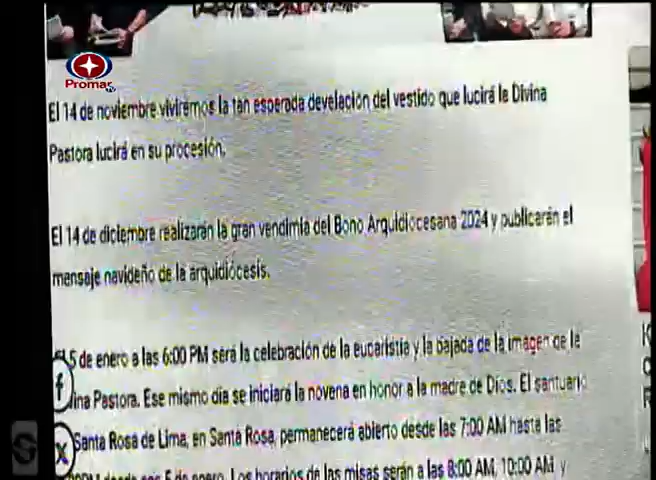 Promar TV
El 14 de noviembre viviremos la tan esperada develación del vestido que lucirá la Divina
Pastora lucirá en su procesión.
El 14 de diciembre realizarán la gran vendimia del Bono Arquidiocesana 2024 y publicarán el
mensaje navideño de la arquidiócesis.
5 de enero a las 6:00 PM será la celebración de la eucaristía y la bajada de la imagen de la
ina Pastora. Ese mismo día se iniciará la novena en honor a la madre de Dios. El santuario
Santa Rosa de Lima, en Santa Rosa, permanecerá abierto desde las 7:00 AM hasta las
5 de enero. Los horarios de las misas serán a las 8:00 AM, 10:00 AM y